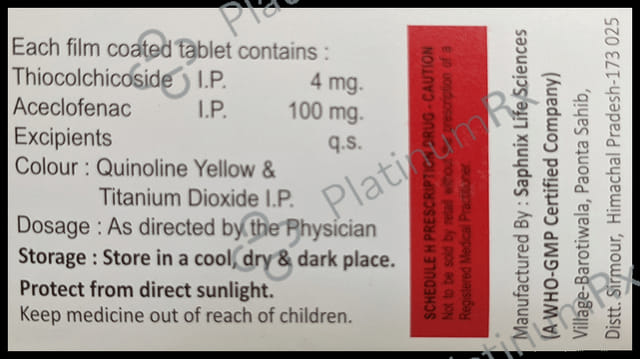 Each film coated tablet contains :
Thiocolchicoside I.P. 4 mg.
Aceclofenac I.P. 100 mg.
Excipients q.s.
Colour : Quinoline Yellow &
Titanium Dioxide I.P.
Dosage : As directed by the Physician
Storage : Store in a cool, dry & dark place.
Protect from direct sunlight.
Keep medicine out of reach of children.
SCHEDULE H PRESCRIPTION DRUG - CAUTION
Not to be sold by retail without the prescription of a
Registered Medical Practitioner.
Manufactured By : Saphnix Life Sciences
(A WHO-GMP Certified Company)
Village-Barotiwala, Paonta Sahib,
Distt. Sirmour, Himachal Pradesh-173 025
PlatinumRx
PlatinumRx
PlatinumRx
PlatinumRx